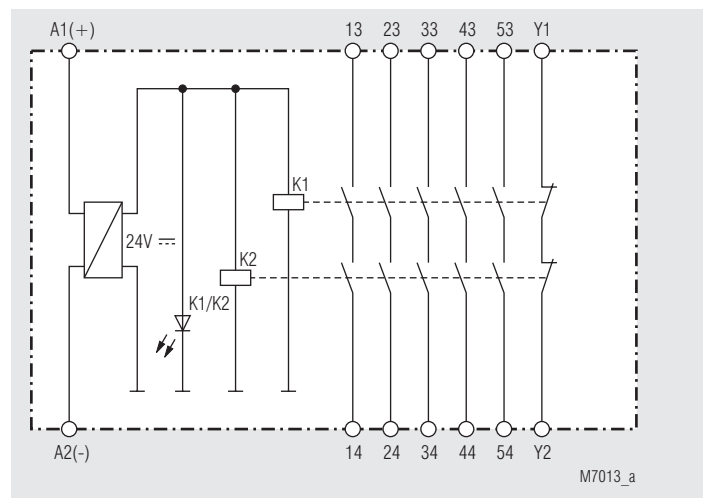 A1(+) 13 23 33 43 53 Y1
K1
24V
K2
K1/K2
A2(-) 14 24 34 44 54 Y2
M7013_a